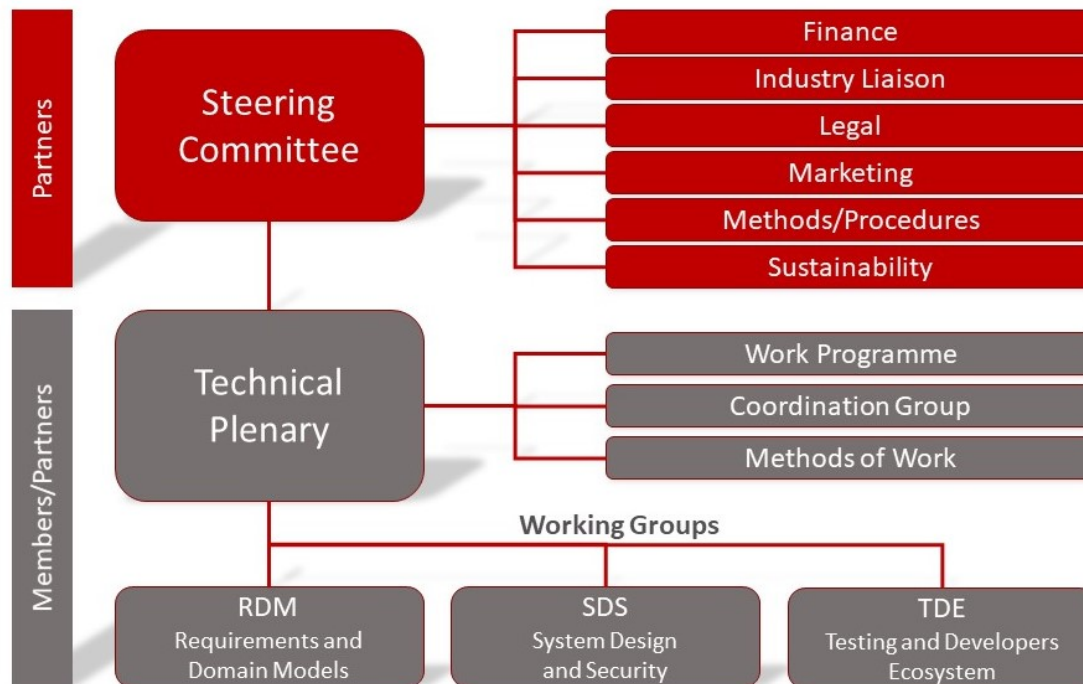 Partners
Steering
Committee
Finance
Industry Liaison
Legal
Marketing
Methods/Procedures
Sustainability
Members/Partners
Technical
Plenary
Work Programme
Coordination Group
Methods of Work
Working Groups
RDM
Requirements and
Domain Models
SDS
System Design
and Security
TDE
Testing and Developers
Ecosystem